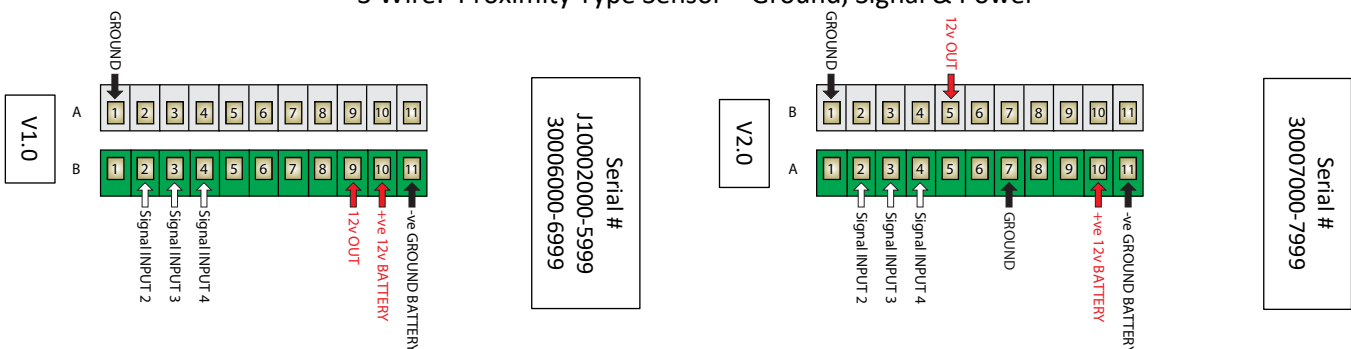 3 Wire: Proximity Type Sensor – Ground, Signal & Power
GROUND
A
1 2 3 4 5 6 7 8 9 10 11
B
1 2 3 4 5 6 7 8 9 10 11
V1.0
Signal INPUT 2
Signal INPUT 3
Signal INPUT 4
12v OUT
+ve 12v BATTERY
-ve GROUND BATTERY
Serial #
J10002000-5999
30006000-6999
GROUND
12v OUT
B
1 2 3 4 5 6 7 8 9 10 11
A
1 2 3 4 5 6 7 8 9 10 11
V2.0
Signal INPUT 2
Signal INPUT 3
Signal INPUT 4
GROUND
+ve 12v BATTERY
-ve GROUND BATTERY
Serial #
30007000-7999